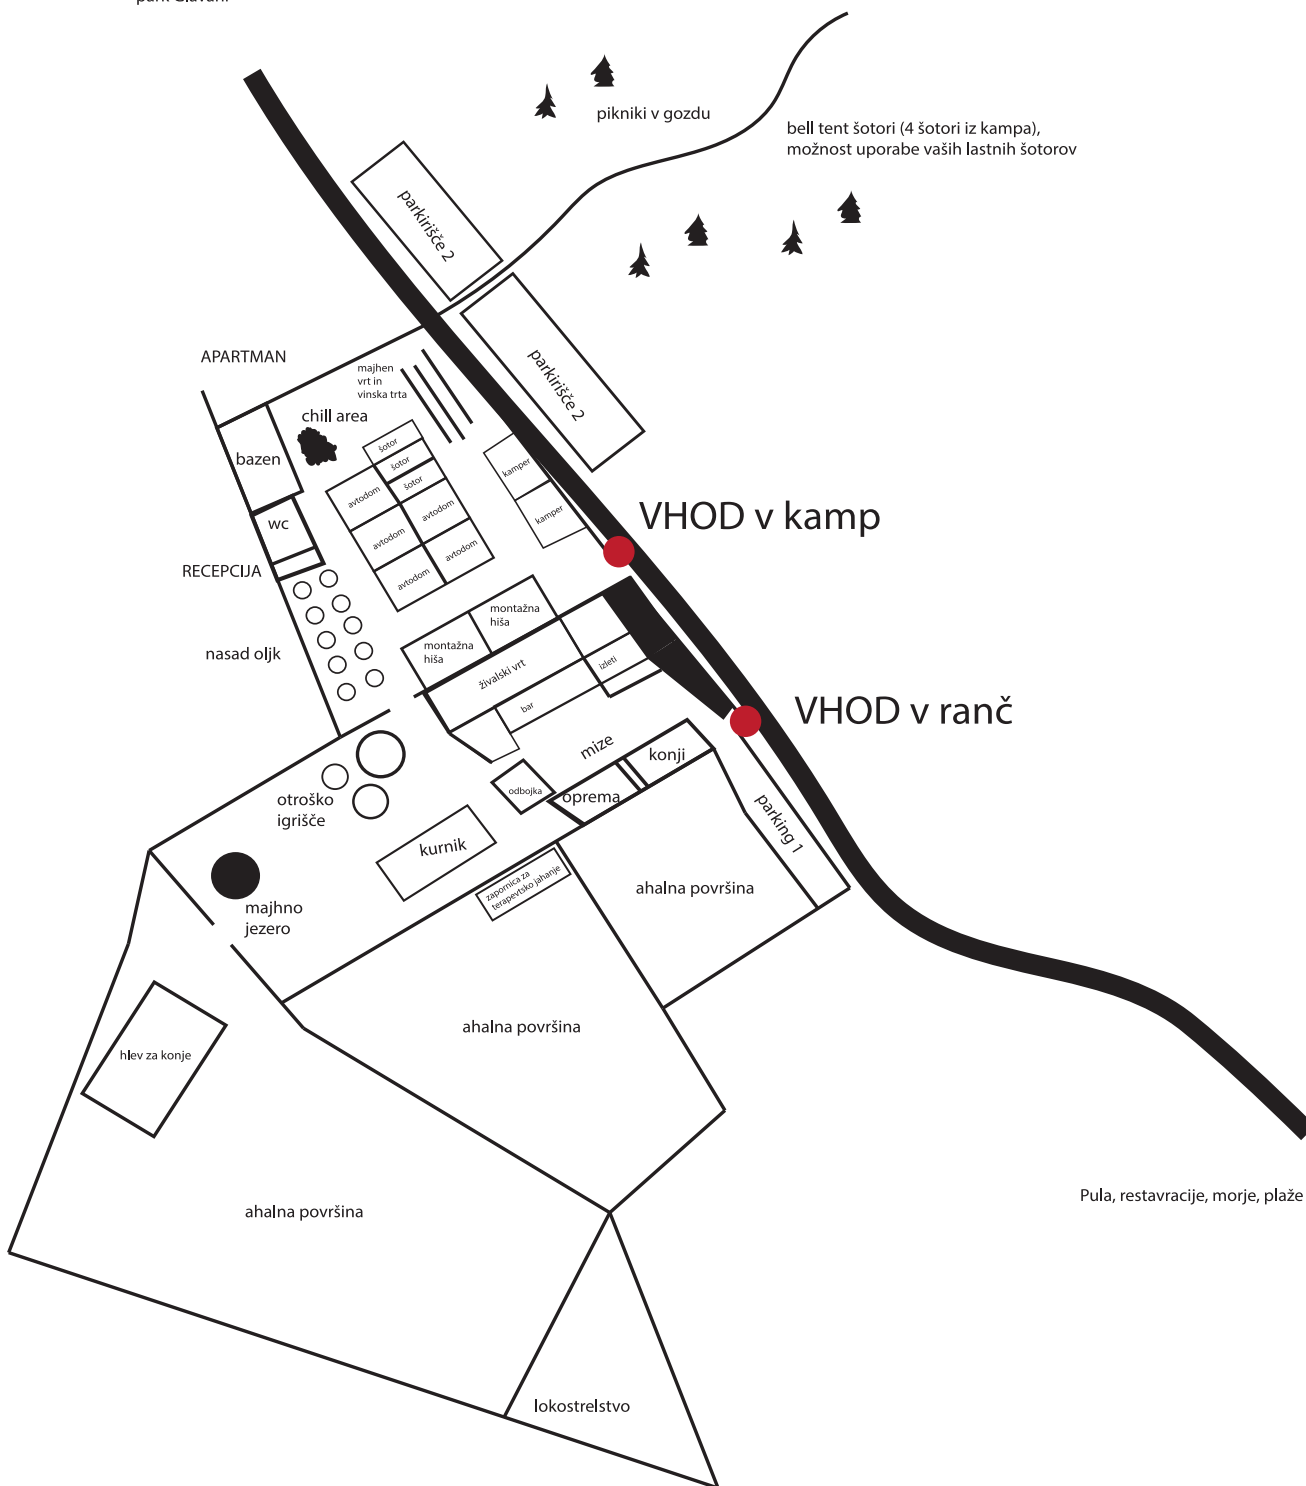 park Glavani
pikniki v gozdu
bell tent šotori (4 šotori iz kampa),
možnost uporabe vaših lastnih šotorov
parkirišče 2
parkirišče 2
APARTMAN
majhen
vrt in
vinska trta
chill area
bazen
šotor
šotor
šotor
avtodom
avtodom
avtodom
avtodom
avtodom
kamper
kamper
VHOD v kamp
wc
RECEPCIJA
nasad oljk
montažna
hiša
montažna
hiša
živalski vrt
izleti
bar
VHOD v ranč
mize
konji
odbojka
oprema
parking 1
otroško
igrišče
kurnik
zapornica za
terapevtsko jahanje
ahalna površina
majhno
jezero
ahalna površina
hlev za konje
ahalna površina
Pula, restavracije, morje, plaže
lokostrelstvo